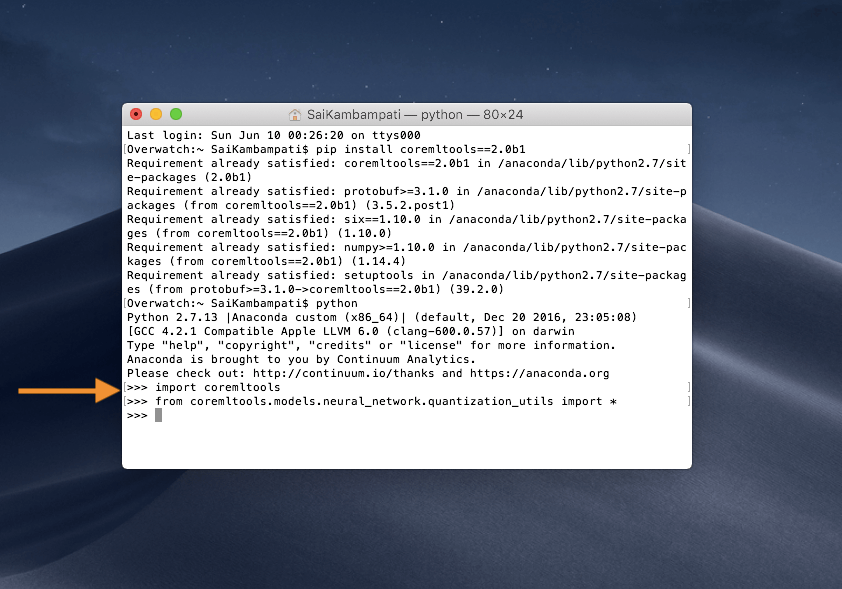 SaiKambampati — python — 80×24
Last login: Sun Jun 10 00:26:20 on ttys000
[Overwatch:~ SaiKambampati$ pip install coremltools==2.0b1 ]
Requirement already satisfied: coremltools==2.0b1 in /anaconda/lib/python2.7/sit
e-packages (2.0b1)
Requirement already satisfied: protobuf>=3.1.0 in /anaconda/lib/python2.7/site-p
ackages (from coremltools==2.0b1) (3.5.2.post1)
Requirement already satisfied: six==1.10.0 in /anaconda/lib/python2.7/site-packa
ges (from coremltools==2.0b1) (1.10.0)
Requirement already satisfied: numpy>=1.10.0 in /anaconda/lib/python2.7/site-pac
kages (from coremltools==2.0b1) (1.14.4)
Requirement already satisfied: setuptools in /anaconda/lib/python2.7/site-packag
es (from protobuf>=3.1.0->coremltools==2.0b1) (39.2.0)
[Overwatch:~ SaiKambampati$ python ]
Python 2.7.13 |Anaconda custom (x86_64)| (default, Dec 20 2016, 23:05:08)
[GCC 4.2.1 Compatible Apple LLVM 6.0 (clang-600.0.57)] on darwin
Type "help", "copyright", "credits" or "license" for more information.
Anaconda is brought to you by Continuum Analytics.
Please check out: http://continuum.io/thanks and https://anaconda.org
[>>> import coremltools ]
[>>> from coremltools.models.neural_network.quantization_utils import * ]
>>>